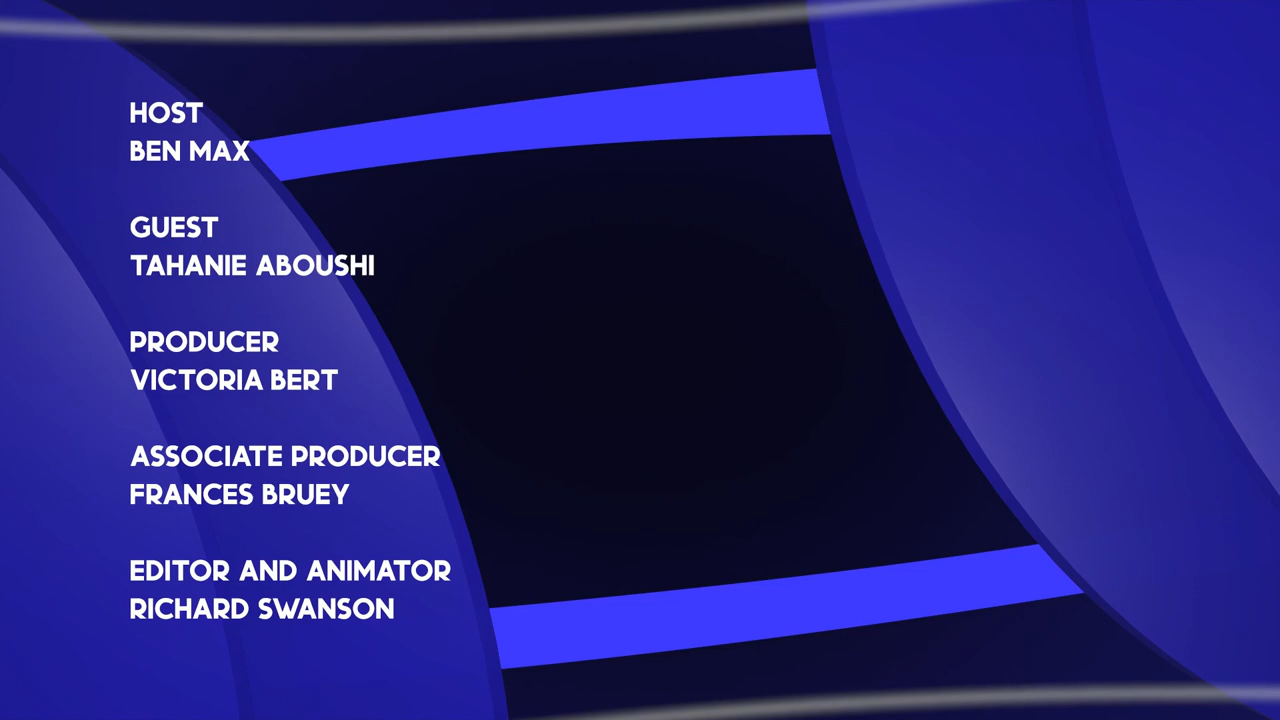 HOST
BEN MAX
GUEST
TAHANIE ABOUSHI
PRODUCER
VICTORIA BERT
ASSOCIATE PRODUCER
FRANCES BRUEY
EDITOR AND ANIMATOR
RICHARD SWANSON